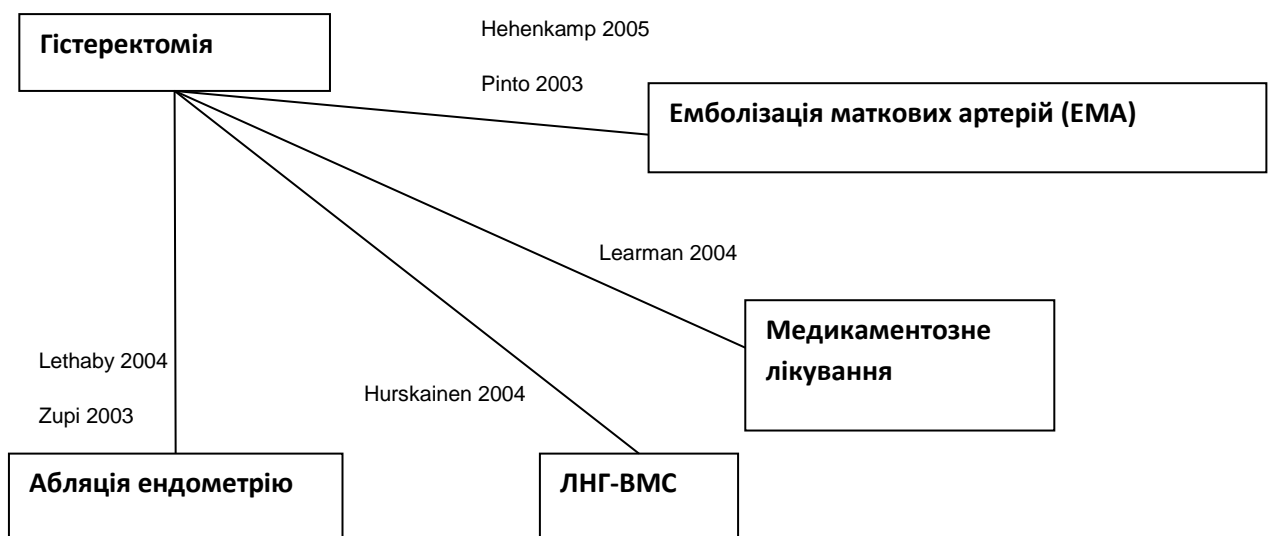 Гістеректомія
Hehenkamp 2005
Pinto 2003
Емболізація маткових артерій (ЕМА)
Learman 2004
Медикаментозне
лікування
Lethaby 2004
Zupi 2003
Hurskainen 2004
Абляція ендометрію
ЛНГ-ВМС